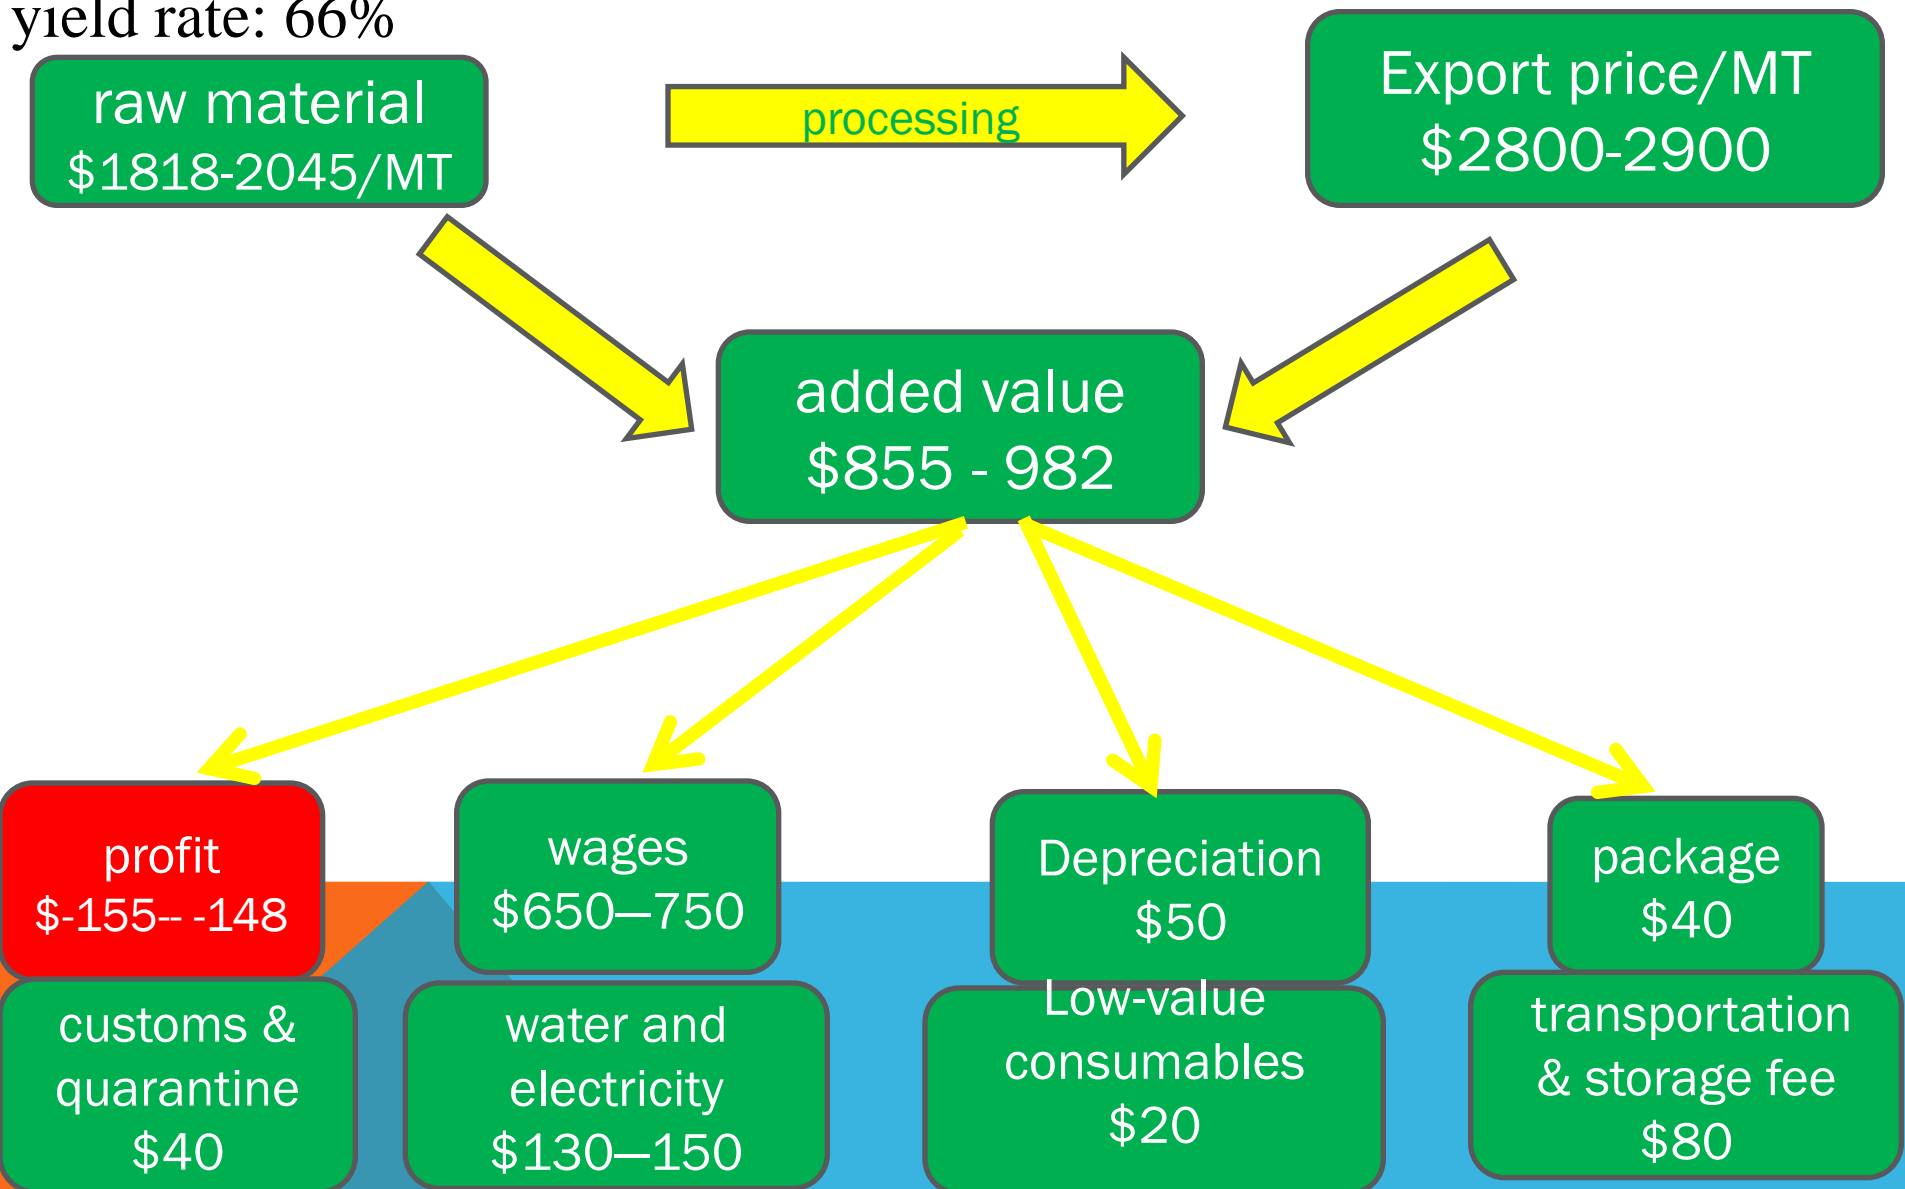 yield rate: 66%
raw material
$1818-2045/MT
processing
Export price/MT
$2800-2900
added value
$855 - 982
profit
$-155-- -148
wages
$650—750
Depreciation
$50
package
$40
customs &
quarantine
$40
water and
electricity
$130—150
Low-value
consumables
$20
transportation
& storage fee
$80